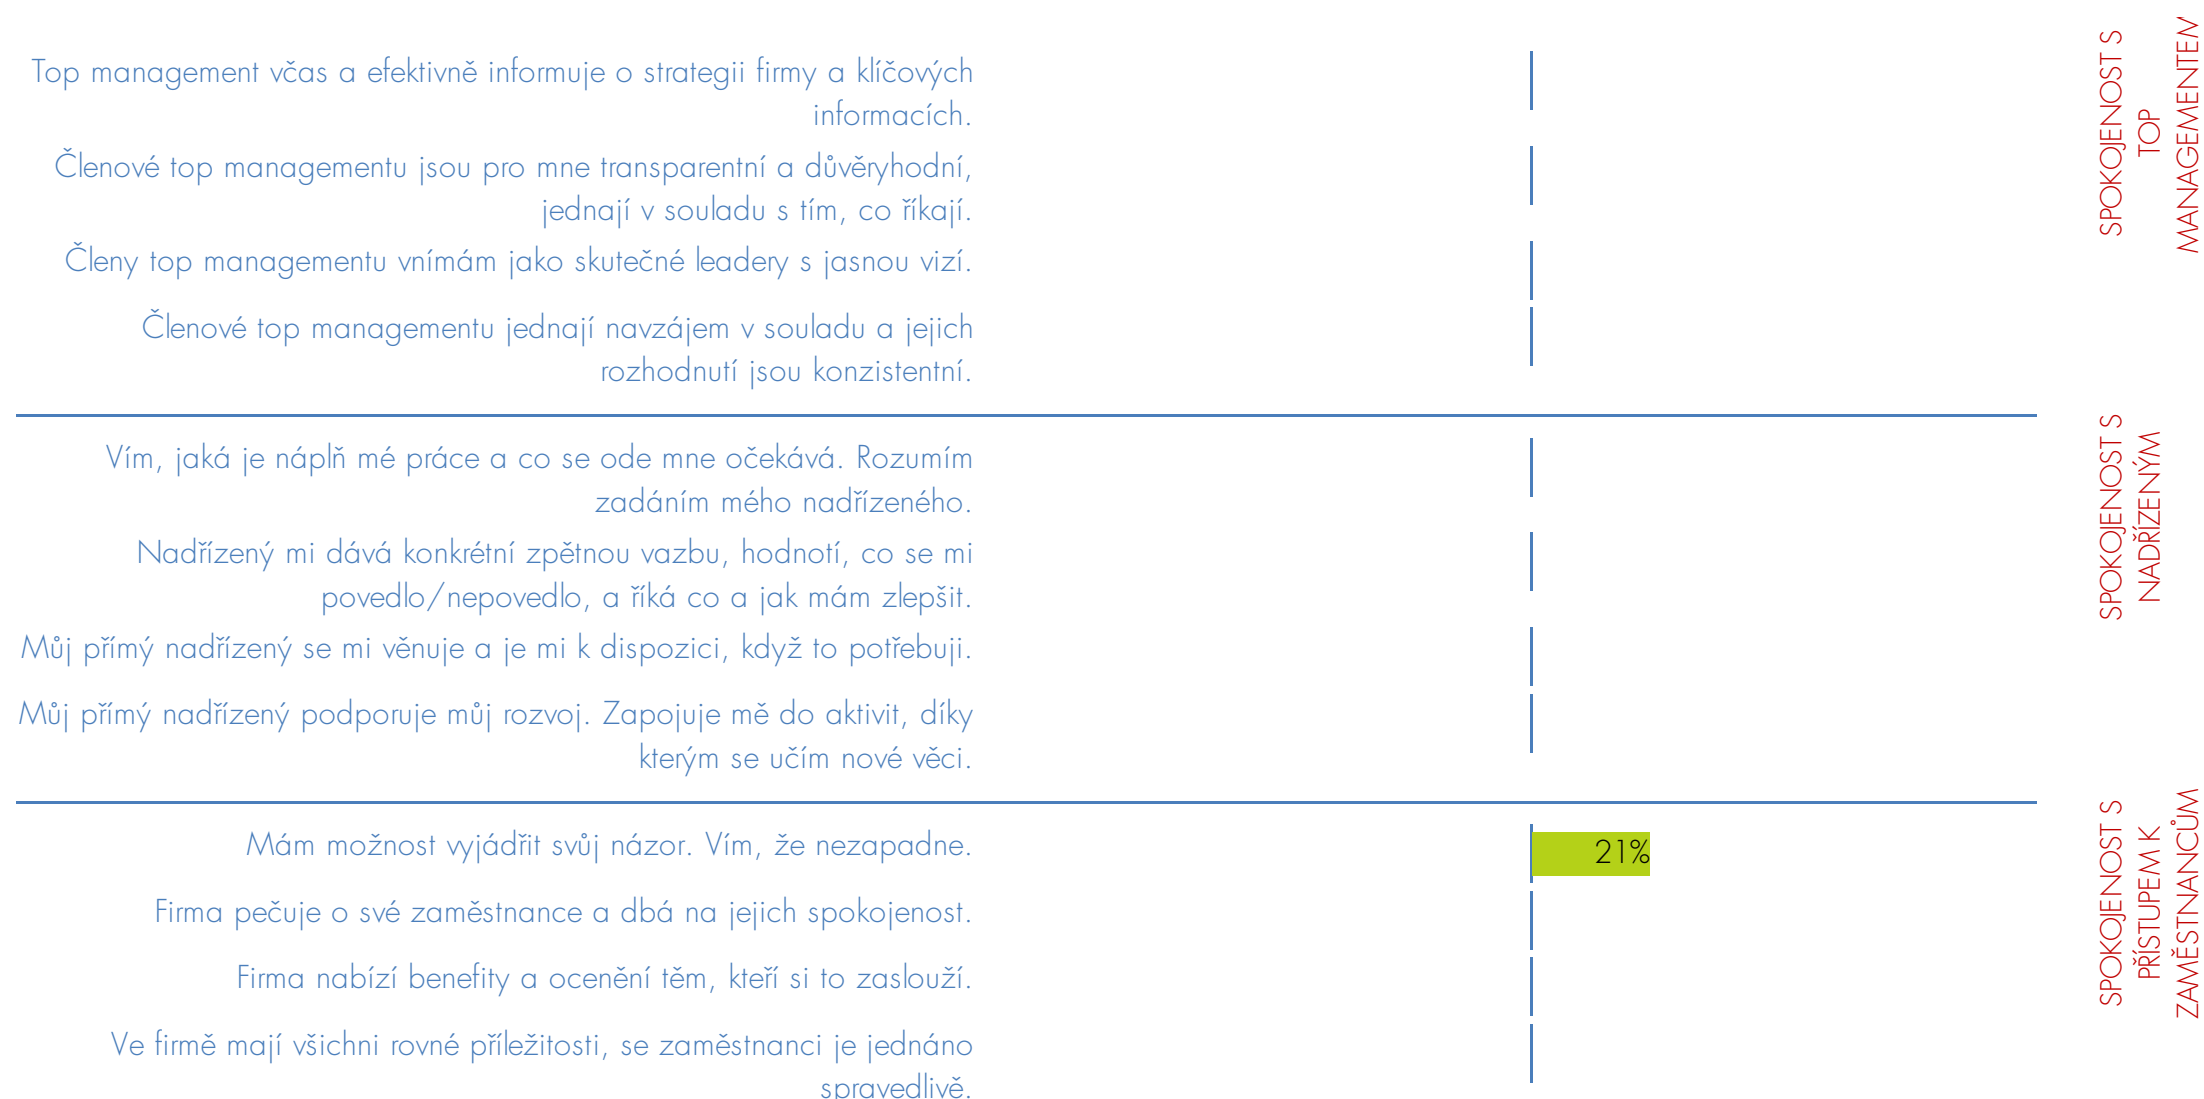 Top management včas a efektivně informuje o strategii firmy a klíčových
informacích.
Členové top managementu jsou pro mne transparentní a důvěryhodní,
jednají v souladu s tím, co říkají.
Členy top managementu vnímám jako skutečné leadery s jasnou vizí.
Členové top managementu jednají navzájem v souladu a jejich
rozhodnutí jsou konzistentní.
SPOKOJENOST S
TOP
MANAGEMENTEM
Vím, jaká je náplň mé práce a co se ode mne očekává. Rozumím
zadáním mého nadřízeného.
Nadřízený mi dává konkrétní zpětnou vazbu, hodnotí, co se mi
povedlo/nepovedlo, a říká co a jak mám zlepšit.
Můj přímý nadřízený se mi věnuje a je mi k dispozici, když to potřebuji.
Můj přímý nadřízený podporuje můj rozvoj. Zapojuje mě do aktivit, díky
kterým se učím nové věci.
SPOKOJENOST S
NADŘÍZENÝM
Mám možnost vyjádřit svůj názor. Vím, že nezapadne.
21%
Firma pečuje o své zaměstnance a dbá na jejich spokojenost.
Firma nabízí benefity a ocenění těm, kteří si to zaslouží.
Ve firmě mají všichni rovné příležitosti, se zaměstnanci je jednáno
spravedlivě.
SPOKOJENOST S
PŘÍSTUPEM K
ZAMĚSTNANCŮM